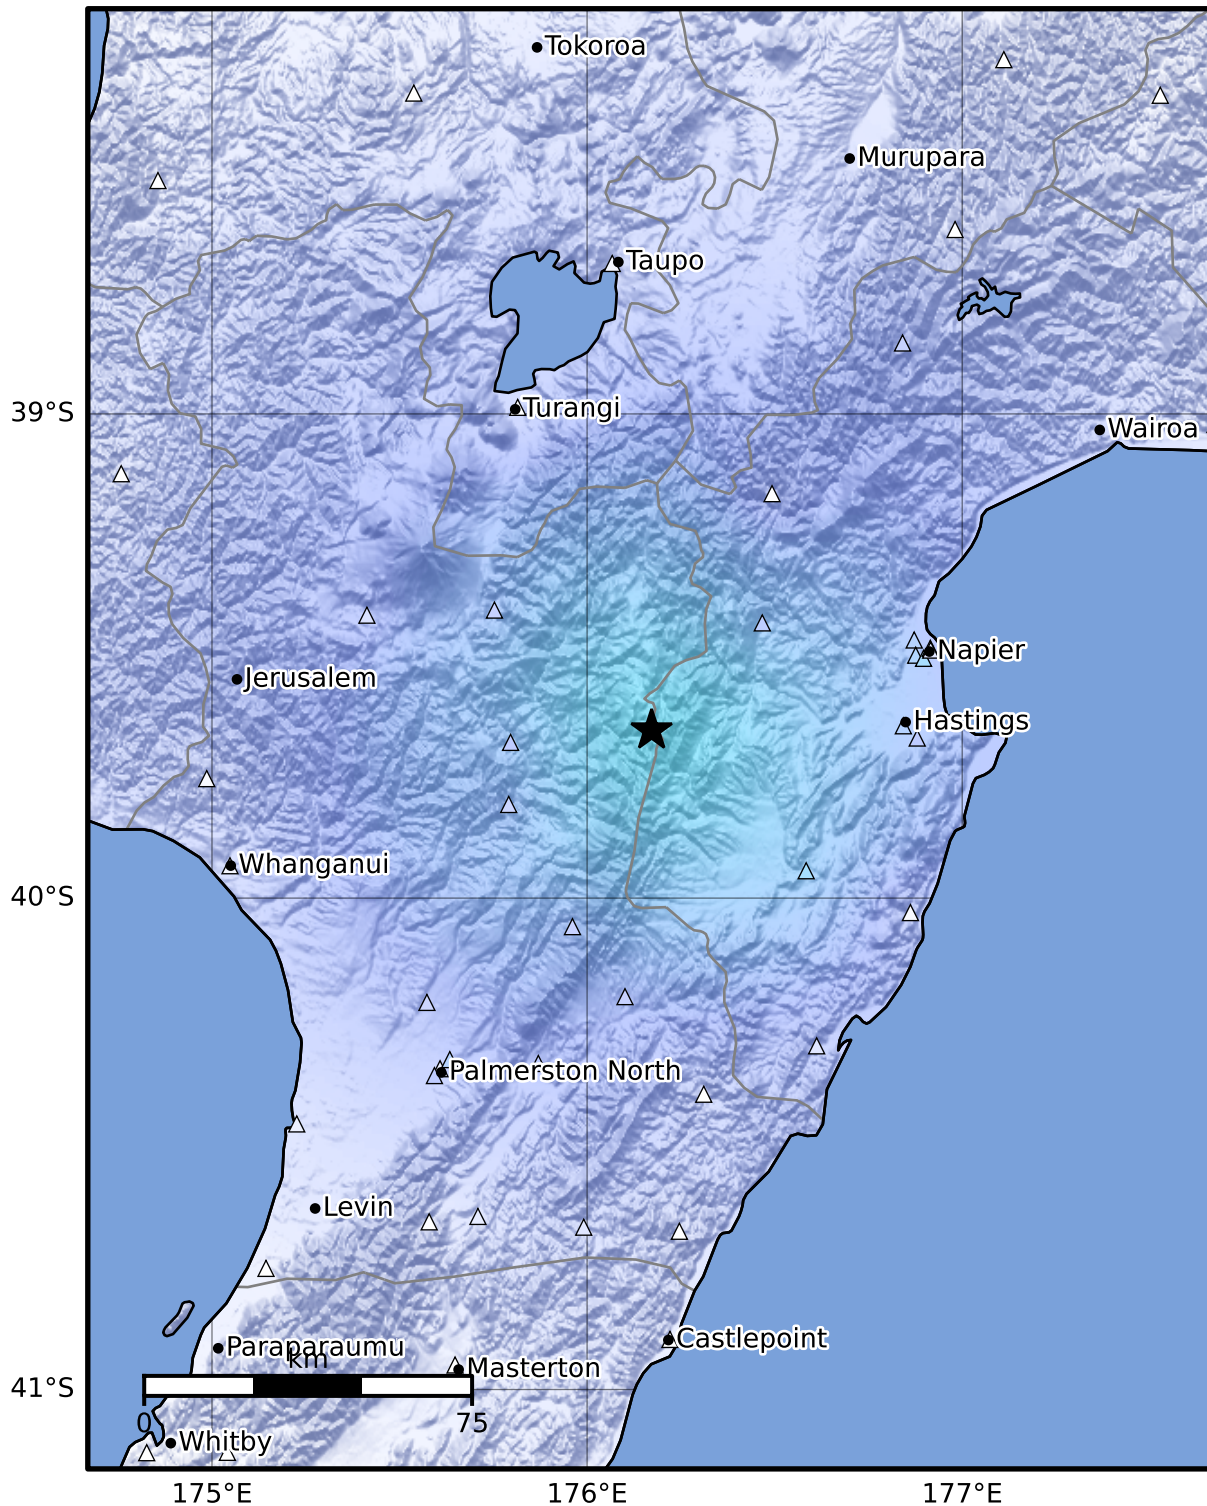 Tokoroa
Murupara
Taupo
39°S
Turangi
Wairoa
Napier
Jerusalem
Hastings
Whanganui
40°S
Palmerston North
Levin
Castlepoint
Paraparaumu
km
Masterton
41°S
0
75
Whitby
175°E
176°E
177°E